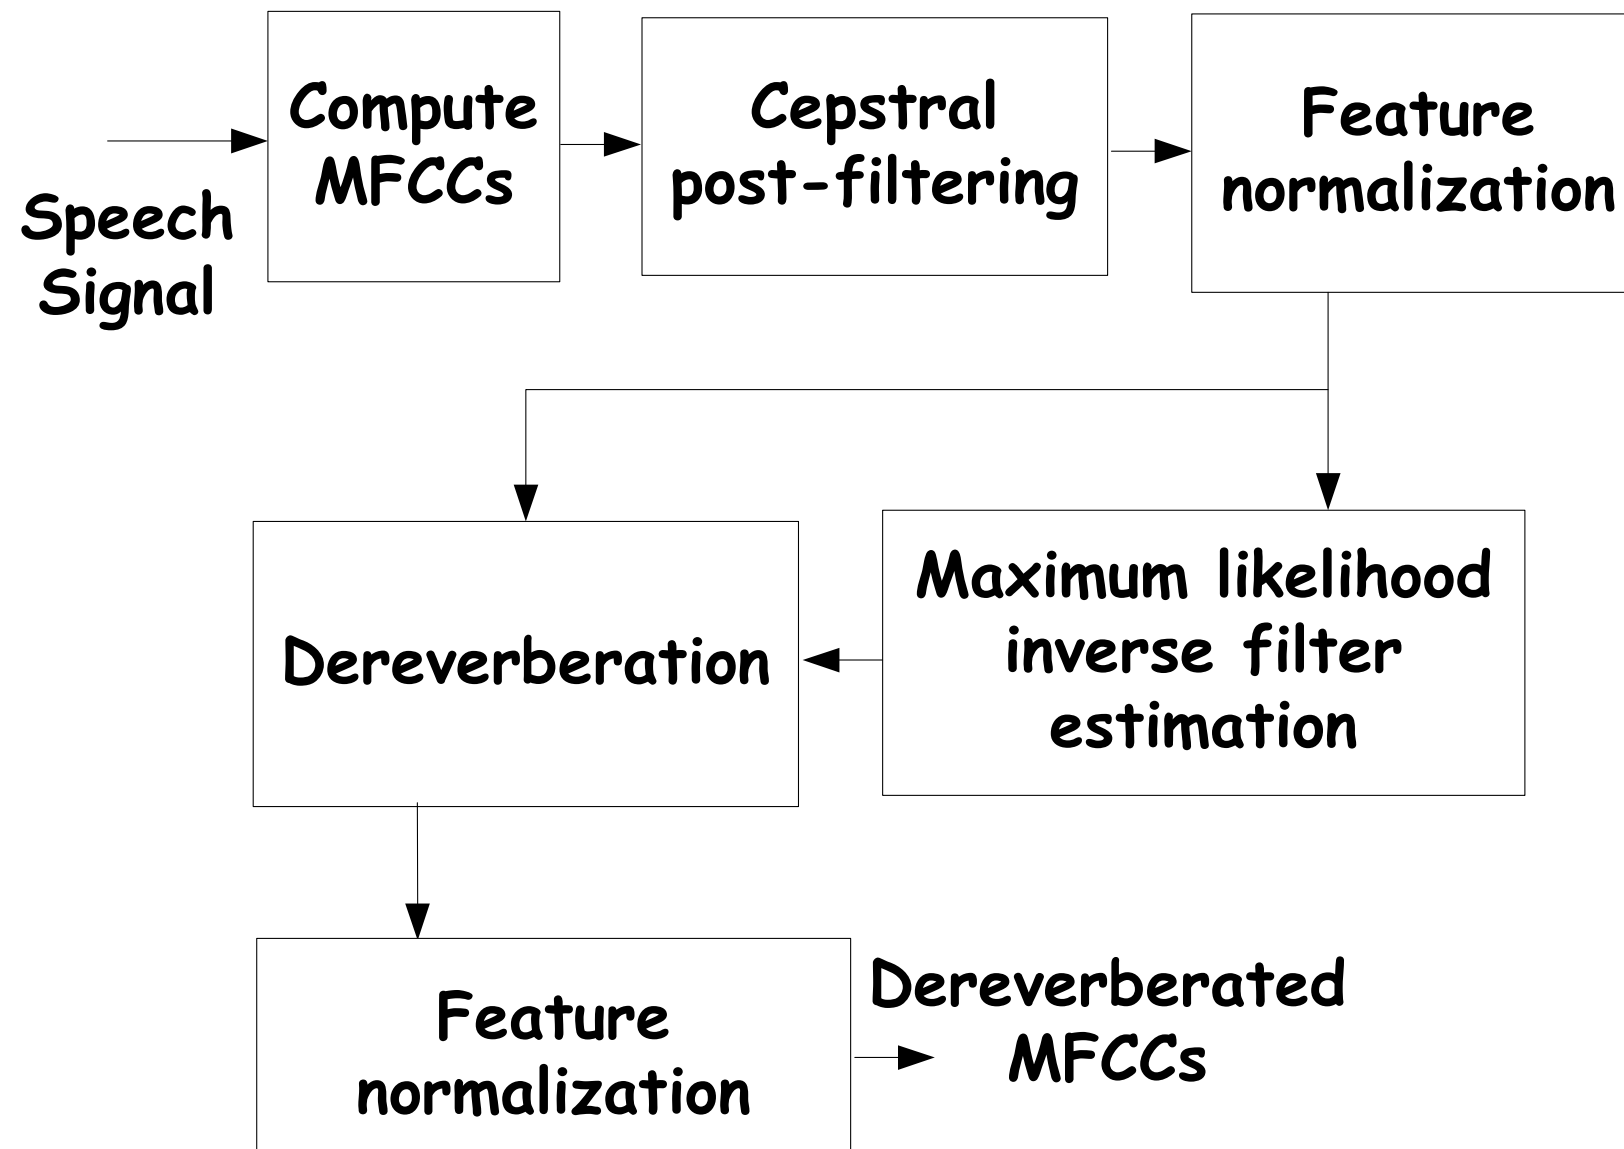 Speech
Signal
Compute
MFCCs
Cepstral
post-filtering
Feature
normalization
Dereverberation
Maximum likelihood
inverse filter
estimation
Feature
normalization
Dereverberated
MFCCs